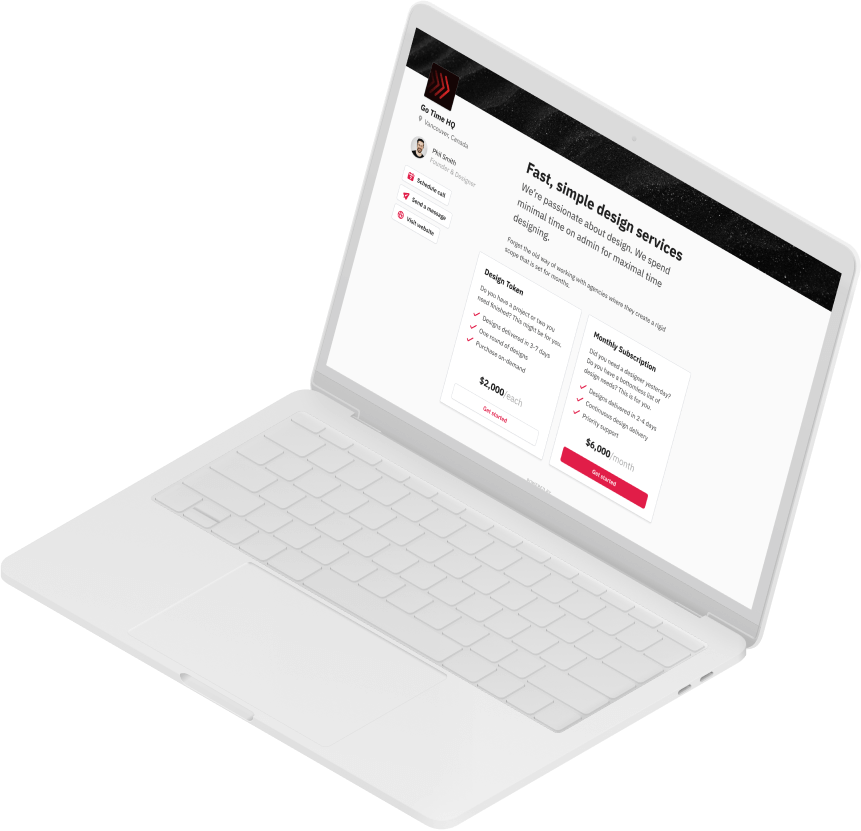 Go Time HQ
Vancouver, Canada
Phil Smith
Founder & Designer
Schedule call
Send a message
Visit website
Fast, simple design services
We're passionate about design. We spend
minimal time on admin for maximal time
designing.
Forget the old way of working with agencies where they create a rigid
scope that is set for months.
Design Token
Do you have a project or two you
need finished? This might be for you.
Designs delivered in 3-7 days
One round of designs
Purchase on-demand
$2,000/each
Get started
Monthly Subscription
Did you need a designer yesterday?
Do you have a bottomless list of
design needs? This is for you.
Designs delivered in 2-4 days
Continuous design delivery
Priority support
$6,000/month
Get started